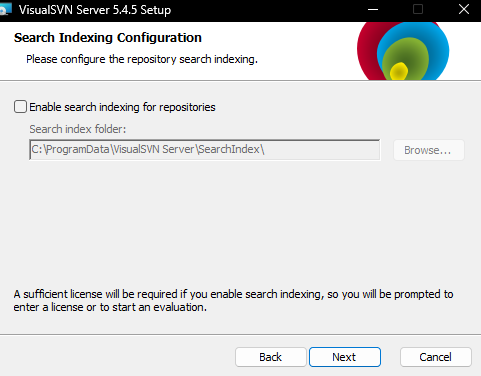 VisualSVN Server 5.4.5 Setup
Search Indexing Configuration
Please configure the repository search indexing.
Enable search indexing for repositories
Search index folder:
C:\ProgramData\VisualSVN Server\SearchIndex\
Browse...
A sufficient license will be required if you enable search indexing, so you will be prompted to
enter a license or to start an evaluation.
Back
Next
Cancel